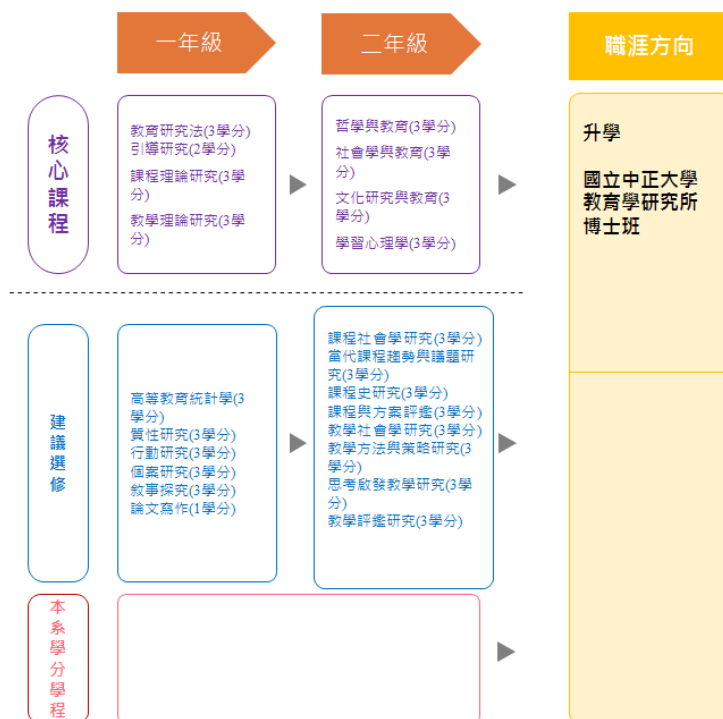 一年級
二年級
職涯方向
核心課程
教育研究法(3學分)
引導研究(2學分)
課程理論研究(3學
分)
教學理論研究(3學
分)
哲學與教育(3學分)
社會學與教育(3學
分)
文化研究與教育(3
學分)
學習心理學(3學分)
升學
國立中正大學
教育學研究所
博士班
建議選修
高等教育統計學(3
學分)
質性研究(3學分)
行動研究(3學分)
個案研究(3學分)
敘事探究(3學分)
論文寫作(1學分)
課程社會學研究(3學分)
當代課程趨勢與議題研
究(3學分)
課程史研究(3學分)
課程與方案評鑑(3學分)
教學社會學研究(3學分)
教學方法與策略研究(3
學分)
思考啟發教學研究(3學
分)
教學評鑑研究(3學分)
本系學分學程